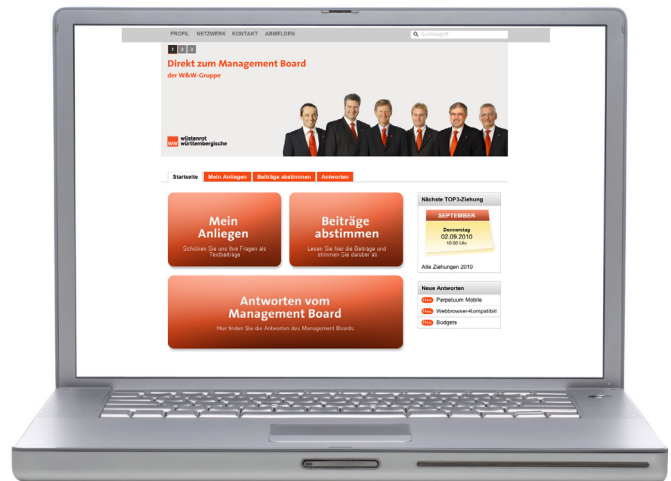 PROFIL NETZWERK KONTAKT ABMELDEN
Suchbegriff
1 2 3
Direkt zum Management Board
der W&W-Gruppe
wüstenrot
württembergische
Startseite Mein Anliegen Beiträge abstimmen Antworten
Mein
Anliegen
Schicken Sie uns Ihre Fragen als
Textbeiträge
Beiträge
abstimmen
Lesen Sie hier die Beiträge und
stimmen Sie darüber ab
Antworten vom
Management Board
Hier finden Sie die Antworten des Management Boards
Nächste TOP3-Ziehung
SEPTEMBER
Donnerstag
02.09.2010
10:00 Uhr
Alle Ziehungen 2010
Neue Antworten
Perpetuum Mobile
Webbrowser-Kompatibili
Budgets